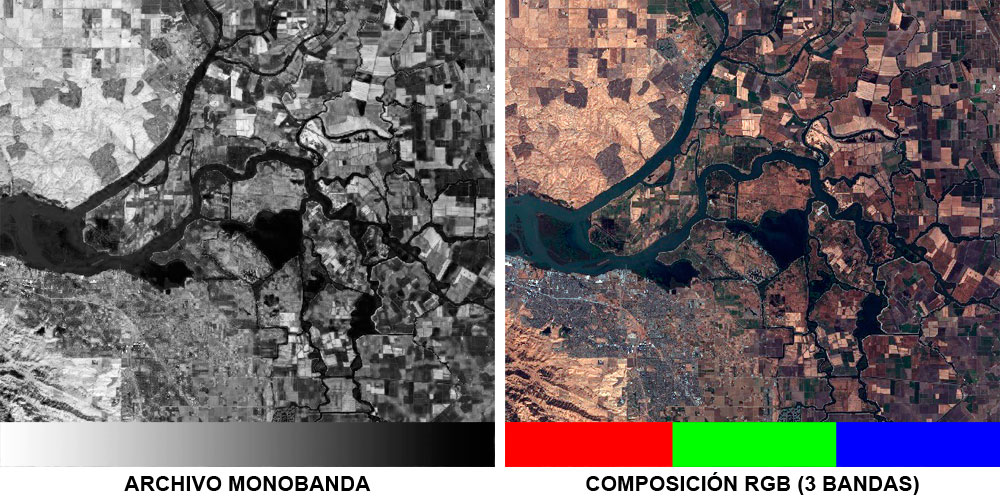 ARCHIVO MONOBANDA
COMPOSICIÓN RGB (3 BANDAS)